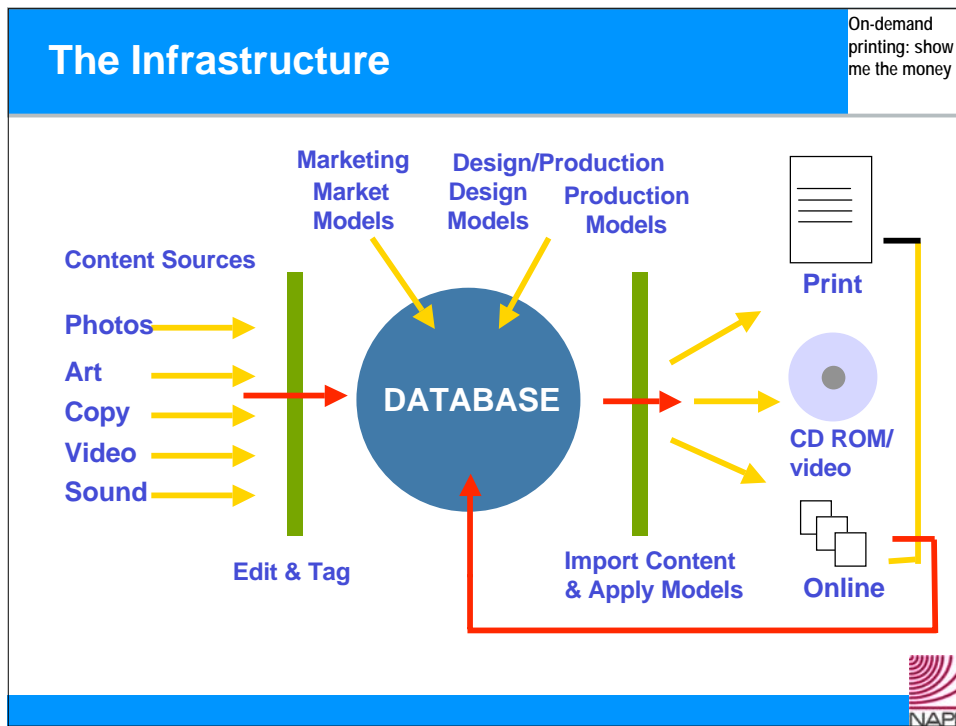 The Infrastructure
On-demand
printing: show
me the money
Marketing
Market
Models
Design/Production
Design
Models
Production
Models
Content Sources
Photos
Art
Copy
Video
Sound
Edit & Tag
DATABASE
Import Content
& Apply Models
Print
CD ROM/
video
Online